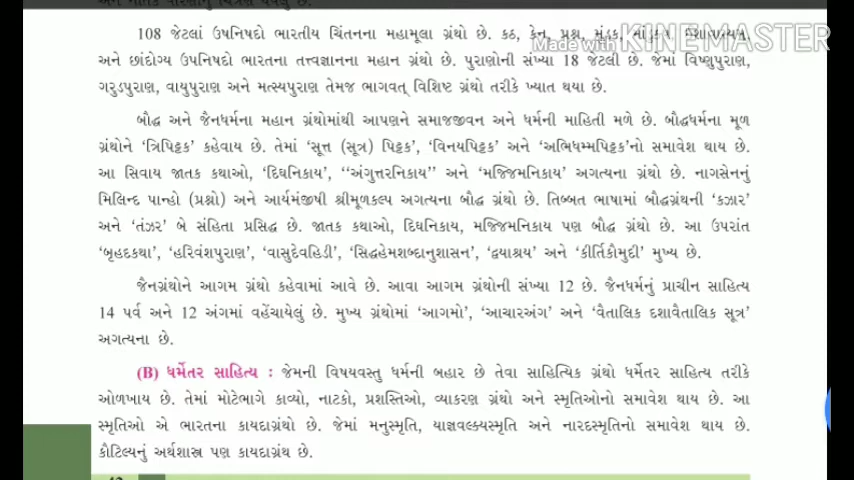 108 જેટલાં ઉપનિષદો ભારતીય ચિંતનના મહામૂલા ગ્રંથો છે. કઠ, કેન, પ્રશ્ન, મુંડક,
Made with KINEMASTER
અને છાંદોગ્ય ઉપનિષદો ભારતના તત્ત્વજ્ઞાનના મહાન ગ્રંથો છે. પુરાણોની સંખ્યા 18 જેટલી છે. જેમાં વિષ્ણુપુરાણ,
ગરુડપુરાણ, વાયુપુરાણ અને મત્સ્યપુરાણ તેમજ ભાગવત્ વિશિષ્ટ ગ્રંથો તરીકે ખ્યાત થયા છે.
બૌદ્ધ અને જૈનધર્મના મહાન ગ્રંથોમાંથી આપણને સમાજજીવન અને ધર્મની માહિતી મળે છે. બૌદ્ધધર્મના મૂળ
ગ્રંથોને ‘ત્રિપિટ્ટક’ કહેવાય છે. તેમાં ‘સૂત્ત (સૂત્ર) પિટ્ટક’, ‘વિનયપિટ્ટક’ અને ‘અભિધમ્મપિટ્ટક’નો સમાવેશ થાય છે.
આ સિવાય જાતક કથાઓ, ‘દિઘનિકાય’, ‘‘અંગુત્તરનિકાય’’ અને ‘મજ્જિમનિકાય’ અગત્યના ગ્રંથો છે. નાગસેનનું
મિલિન્દ પાન્હો (પ્રશ્નો) અને આર્યમંજીષી શ્રીમૂળકલ્પ અગત્યના બૌદ્ધ ગ્રંથો છે. તિબ્બત ભાષામાં બૌદ્ધગ્રંથની ‘કઝાર’
અને ‘તંઝર’ બે સંહિતા પ્રસિદ્ધ છે. જાતક કથાઓ, દિઘનિકાય, મજ્જિમનિકાય પણ બૌદ્ધ ગ્રંથો છે. આ ઉપરાંત
‘બૃહદકથા’, ‘હરિવંશપુરાણ’, ‘વાસુદેવહિંડી’, ‘સિદ્ધહેમશબ્દાનુશાસન’, ‘દ્વયાશ્રય’ અને ‘કીર્તિકૌમુદી’ મુખ્ય છે.
જૈનગ્રંથોને આગમ ગ્રંથો કહેવામાં આવે છે. આવા આગમ ગ્રંથોની સંખ્યા 12 છે. જૈનધર્મનું પ્રાચીન સાહિત્ય
14 પર્વ અને 12 અંગમાં વહેંચાયેલું છે. મુખ્ય ગ્રંથોમાં ‘આગમો’, ‘આચારઅંગ’ અને ‘વૈતાલિક દશાવૈતાલિક સૂત્ર’
અગત્યના છે.
(B) ધર્મેતર સાહિત્ય : જેમની વિષયવસ્તુ ધર્મની બહાર છે તેવા સાહિત્યિક ગ્રંથો ધર્મેતર સાહિત્ય તરીકે
ઓળખાય છે. તેમાં મોટેભાગે કાવ્યો, નાટકો, પ્રશસ્તિઓ, વ્યાકરણ ગ્રંથો અને સ્મૃતિઓનો સમાવેશ થાય છે. આ
સ્મૃતિઓ એ ભારતના કાયદાગ્રંથો છે. જેમાં મનુસ્મૃતિ, યાજ્ઞવલ્ક્યસ્મૃતિ અને નારદસ્મૃતિનો સમાવેશ થાય છે.
કૌટિલ્યનું અર્થશાસ્ત્ર પણ કાયદાગ્રંથ છે.